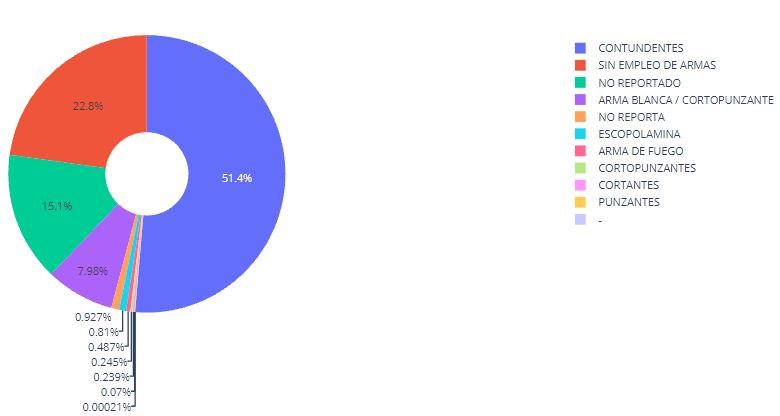 22.8%
51.4%
15.1%
7.98%
0.927%
0.81%
0.487%
0.245%
0.239%
0.07%
0.00021%
CONTUNDENTES
SIN EMPLEO DE ARMAS
NO REPORTADO
ARMA BLANCA / CORTOPUNZANTE
NO REPORTA
ESCOPOLAMINA
ARMA DE FUEGO
CORTOPUNZANTES
CORTANTES
PUNZANTES
-